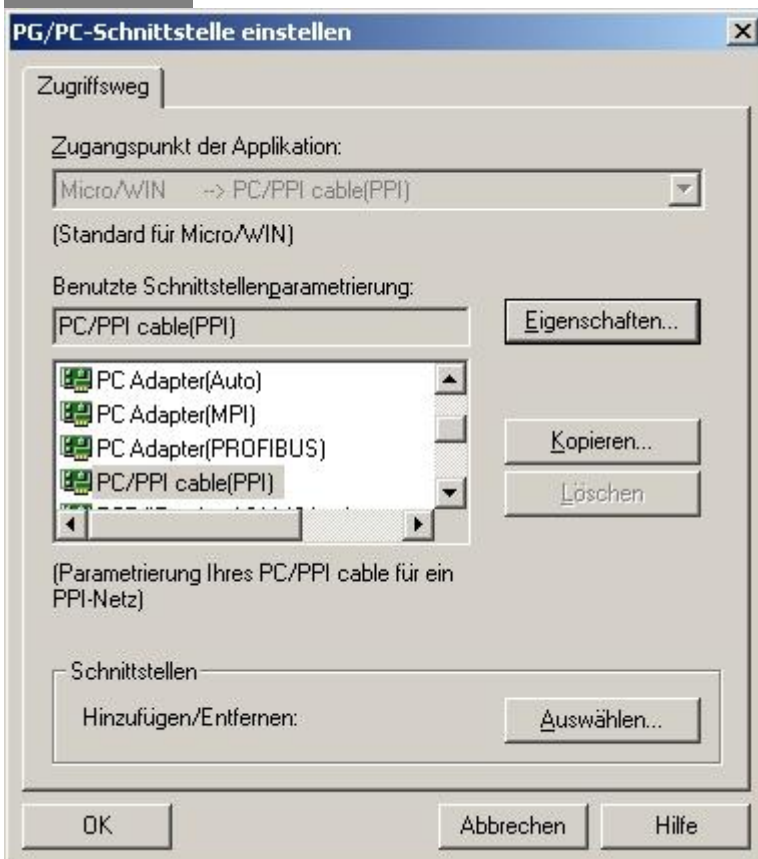 PG/PC-Schnittstelle einstellen
Zugriffsweg
Zugangspunkt der Applikation:
Micro/WIN --> PC/PPI cable(PPI)
(Standard für Micro/WIN)
Benutzte Schnittstellenparametrierung:
PC/PPI cable(PPI)
Eigenschaften...
PC Adapter(Auto)
PC Adapter(MPI)
PC Adapter(PROFIBUS)
PC/PPI cable(PPI)
Kopieren...
Löschen
(Parametrierung Ihres PC/PPI cable für ein
PPI-Netz)
Schnittstellen
Hinzufügen/Entfernen:
Auswählen...
OK
Abbrechen
Hilfe